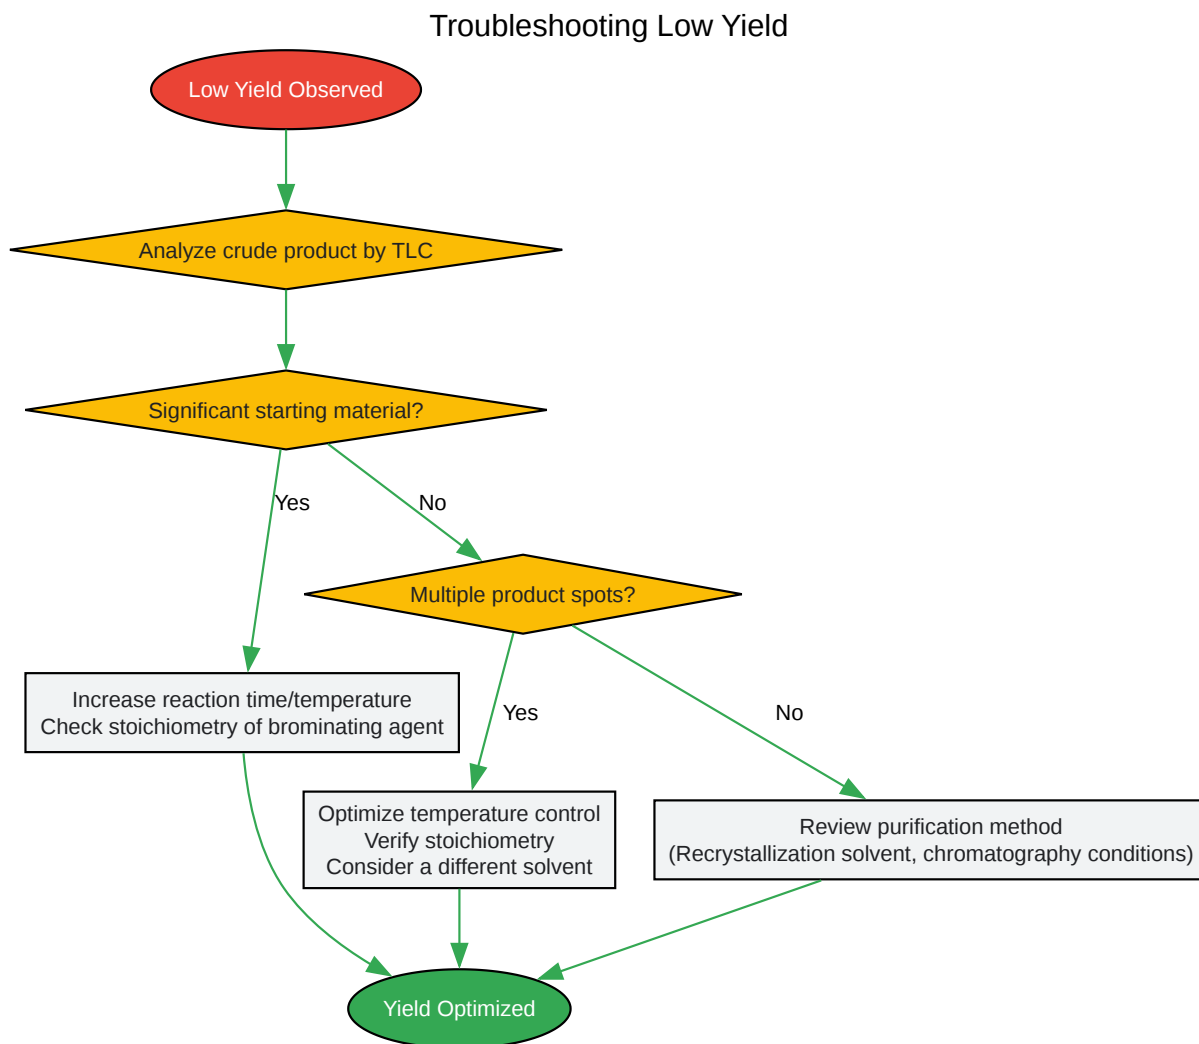 Troubleshooting Low Yield
Low Yield Observed
Analyze crude product by TLC
Significant starting material?
Yes
No
Multiple product spots?
Increase reaction time/temperature
Check stoichiometry of brominating agent
Yes
No
Optimize temperature control
Verify stoichiometry
Consider a different solvent
Review purification method
(Recrystallization solvent, chromatography conditions)
Yield Optimized